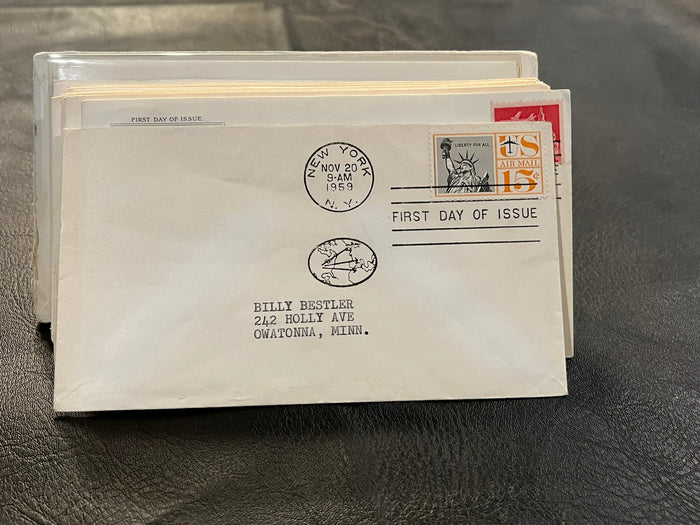 FIRST DAY OF ISSUE
NEW YORK
NOV 20
9-AM
1959
N. Y.
LIBERTY FOR ALL
US
AIR MAIL
15¢
FIRST DAY OF ISSUE
BILLY BESTLER
242 HOLLY AVE
OWATONNA, MINN.